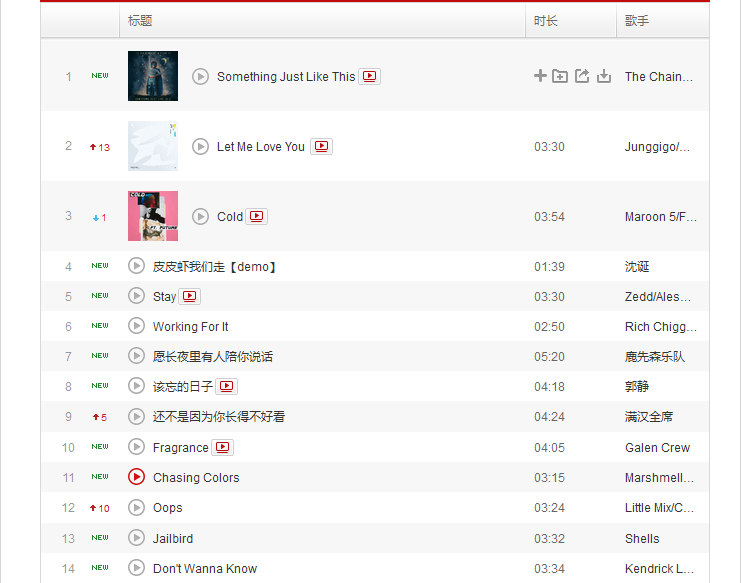 标题 时长 歌手
1 NEW Something Just Like This The Chain...
2 13 Let Me Love You 03:30 Junggigo/...
COLD
FT. FUTURE
3 1 Cold 03:54 Maroon 5/F...
4 NEW 皮皮虾我们走【demo】 01:39 沈诞
5 NEW Stay 03:30 Zedd/Ales...
6 NEW Working For It 02:50 Rich Chigg...
7 NEW 愿长夜里有人陪你说话 05:20 鹿先森乐队
8 NEW 该忘的日子 04:18 郭静
9 5 还不是因为你长得不好看 04:24 满汉全席
10 NEW Fragrance 04:05 Galen Crew
11 NEW Chasing Colors 03:15 Marshmell...
12 10 Oops 03:24 Little Mix/C...
13 NEW Jailbird 03:32 Shells
14 NEW Don't Wanna Know 03:34 Kendrick L...